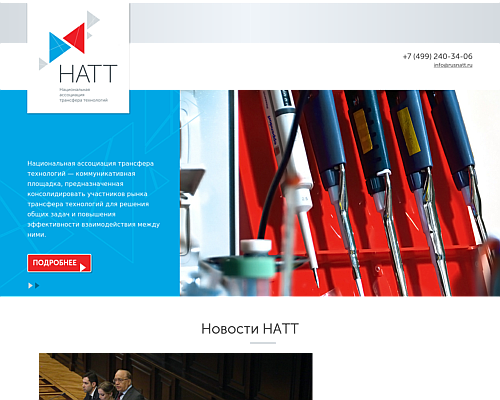 НАТТ
Национальная
ассоциация
трансфера технологий
+7 (499) 240-34-06
info@rusnatt.ru
Национальная ассоциация трансфера
технологий — коммуникативная
площадка, предназначенная
консолидировать участников рынка
трансфера технологий для решения
общих задач и повышения
эффективности взаимодействия между
ними.
ПОДРОБНЕЕ
Новости НАТТ